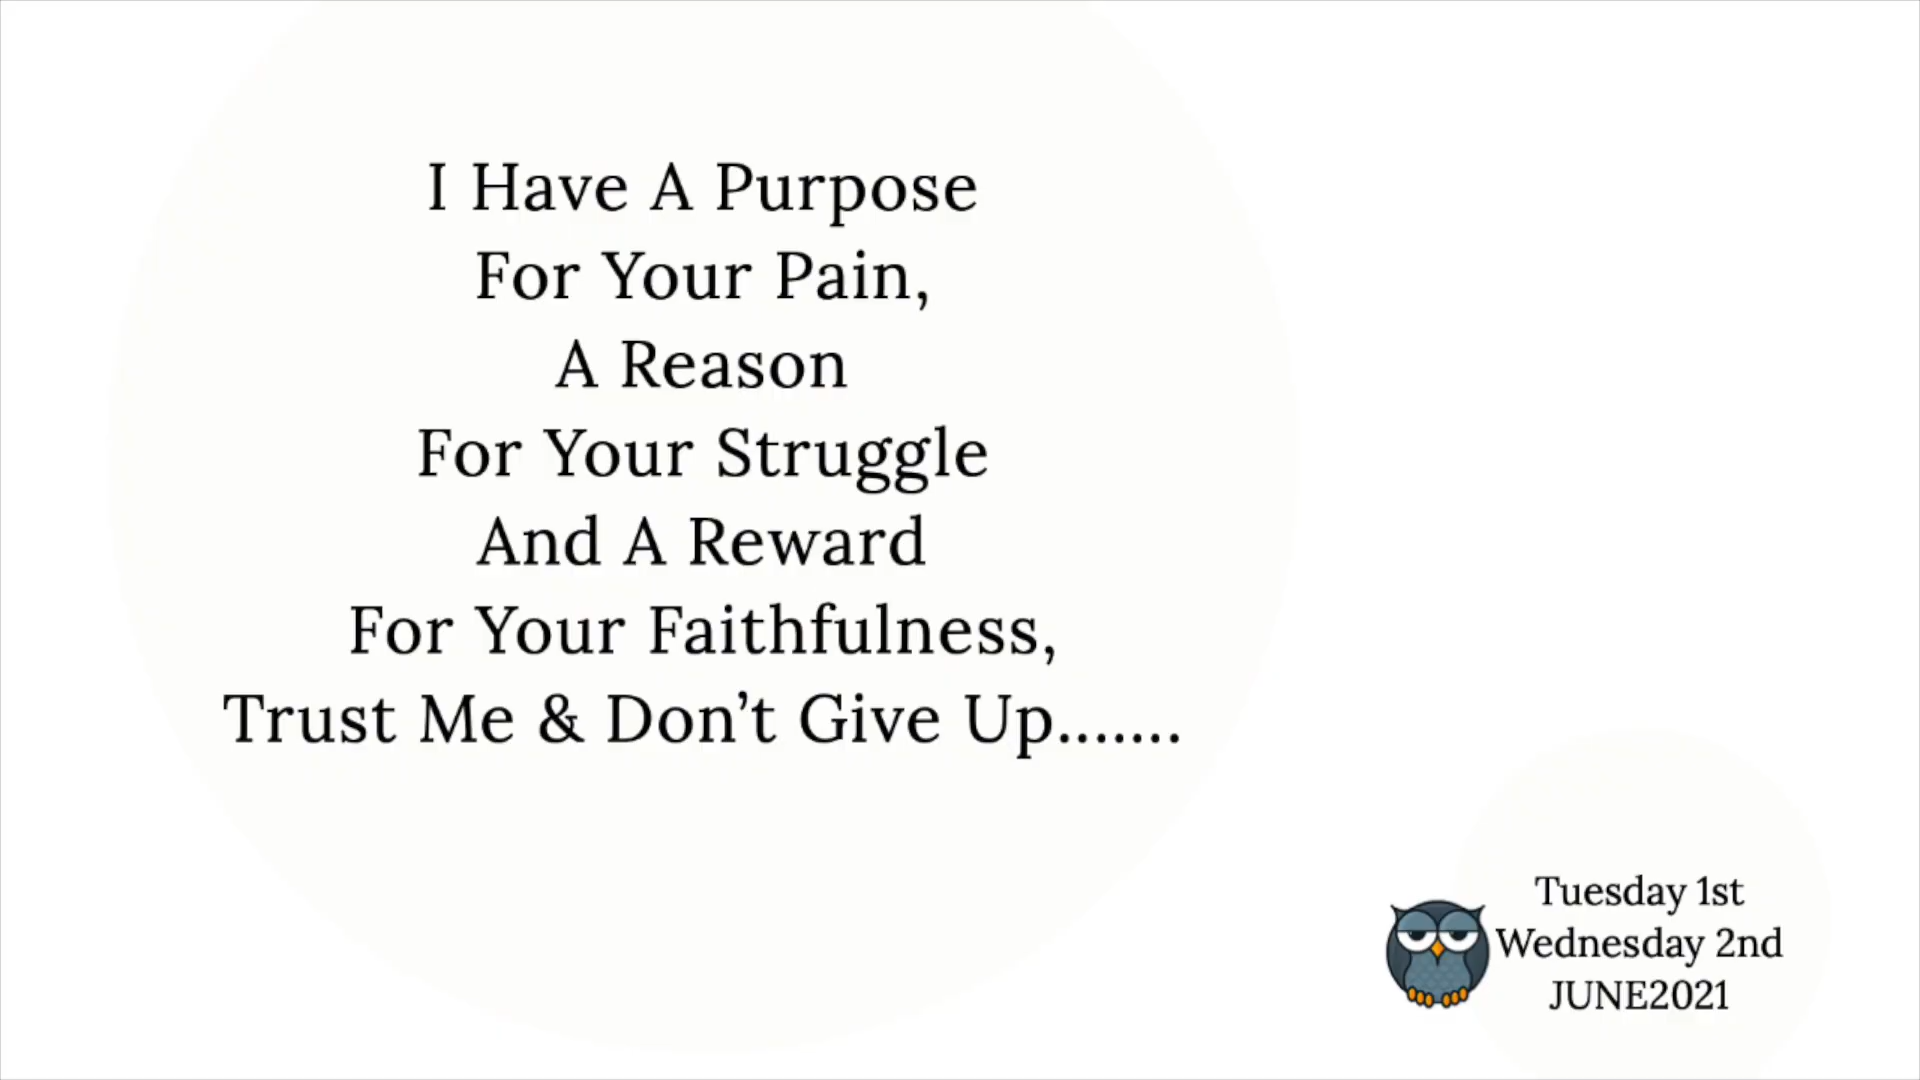 I Have A Purpose
For Your Pain,
A Reason
For Your Struggle
And A Reward
For Your Faithfulness,
Trust Me & Don’t Give Up.......
Tuesday 1st
Wednesday 2nd
JUNE2021